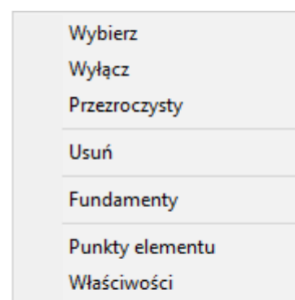 Wybierz
Wyłącz
Przezroczysty
Usuń
Fundamenty
Punkty elementu
Właściwości